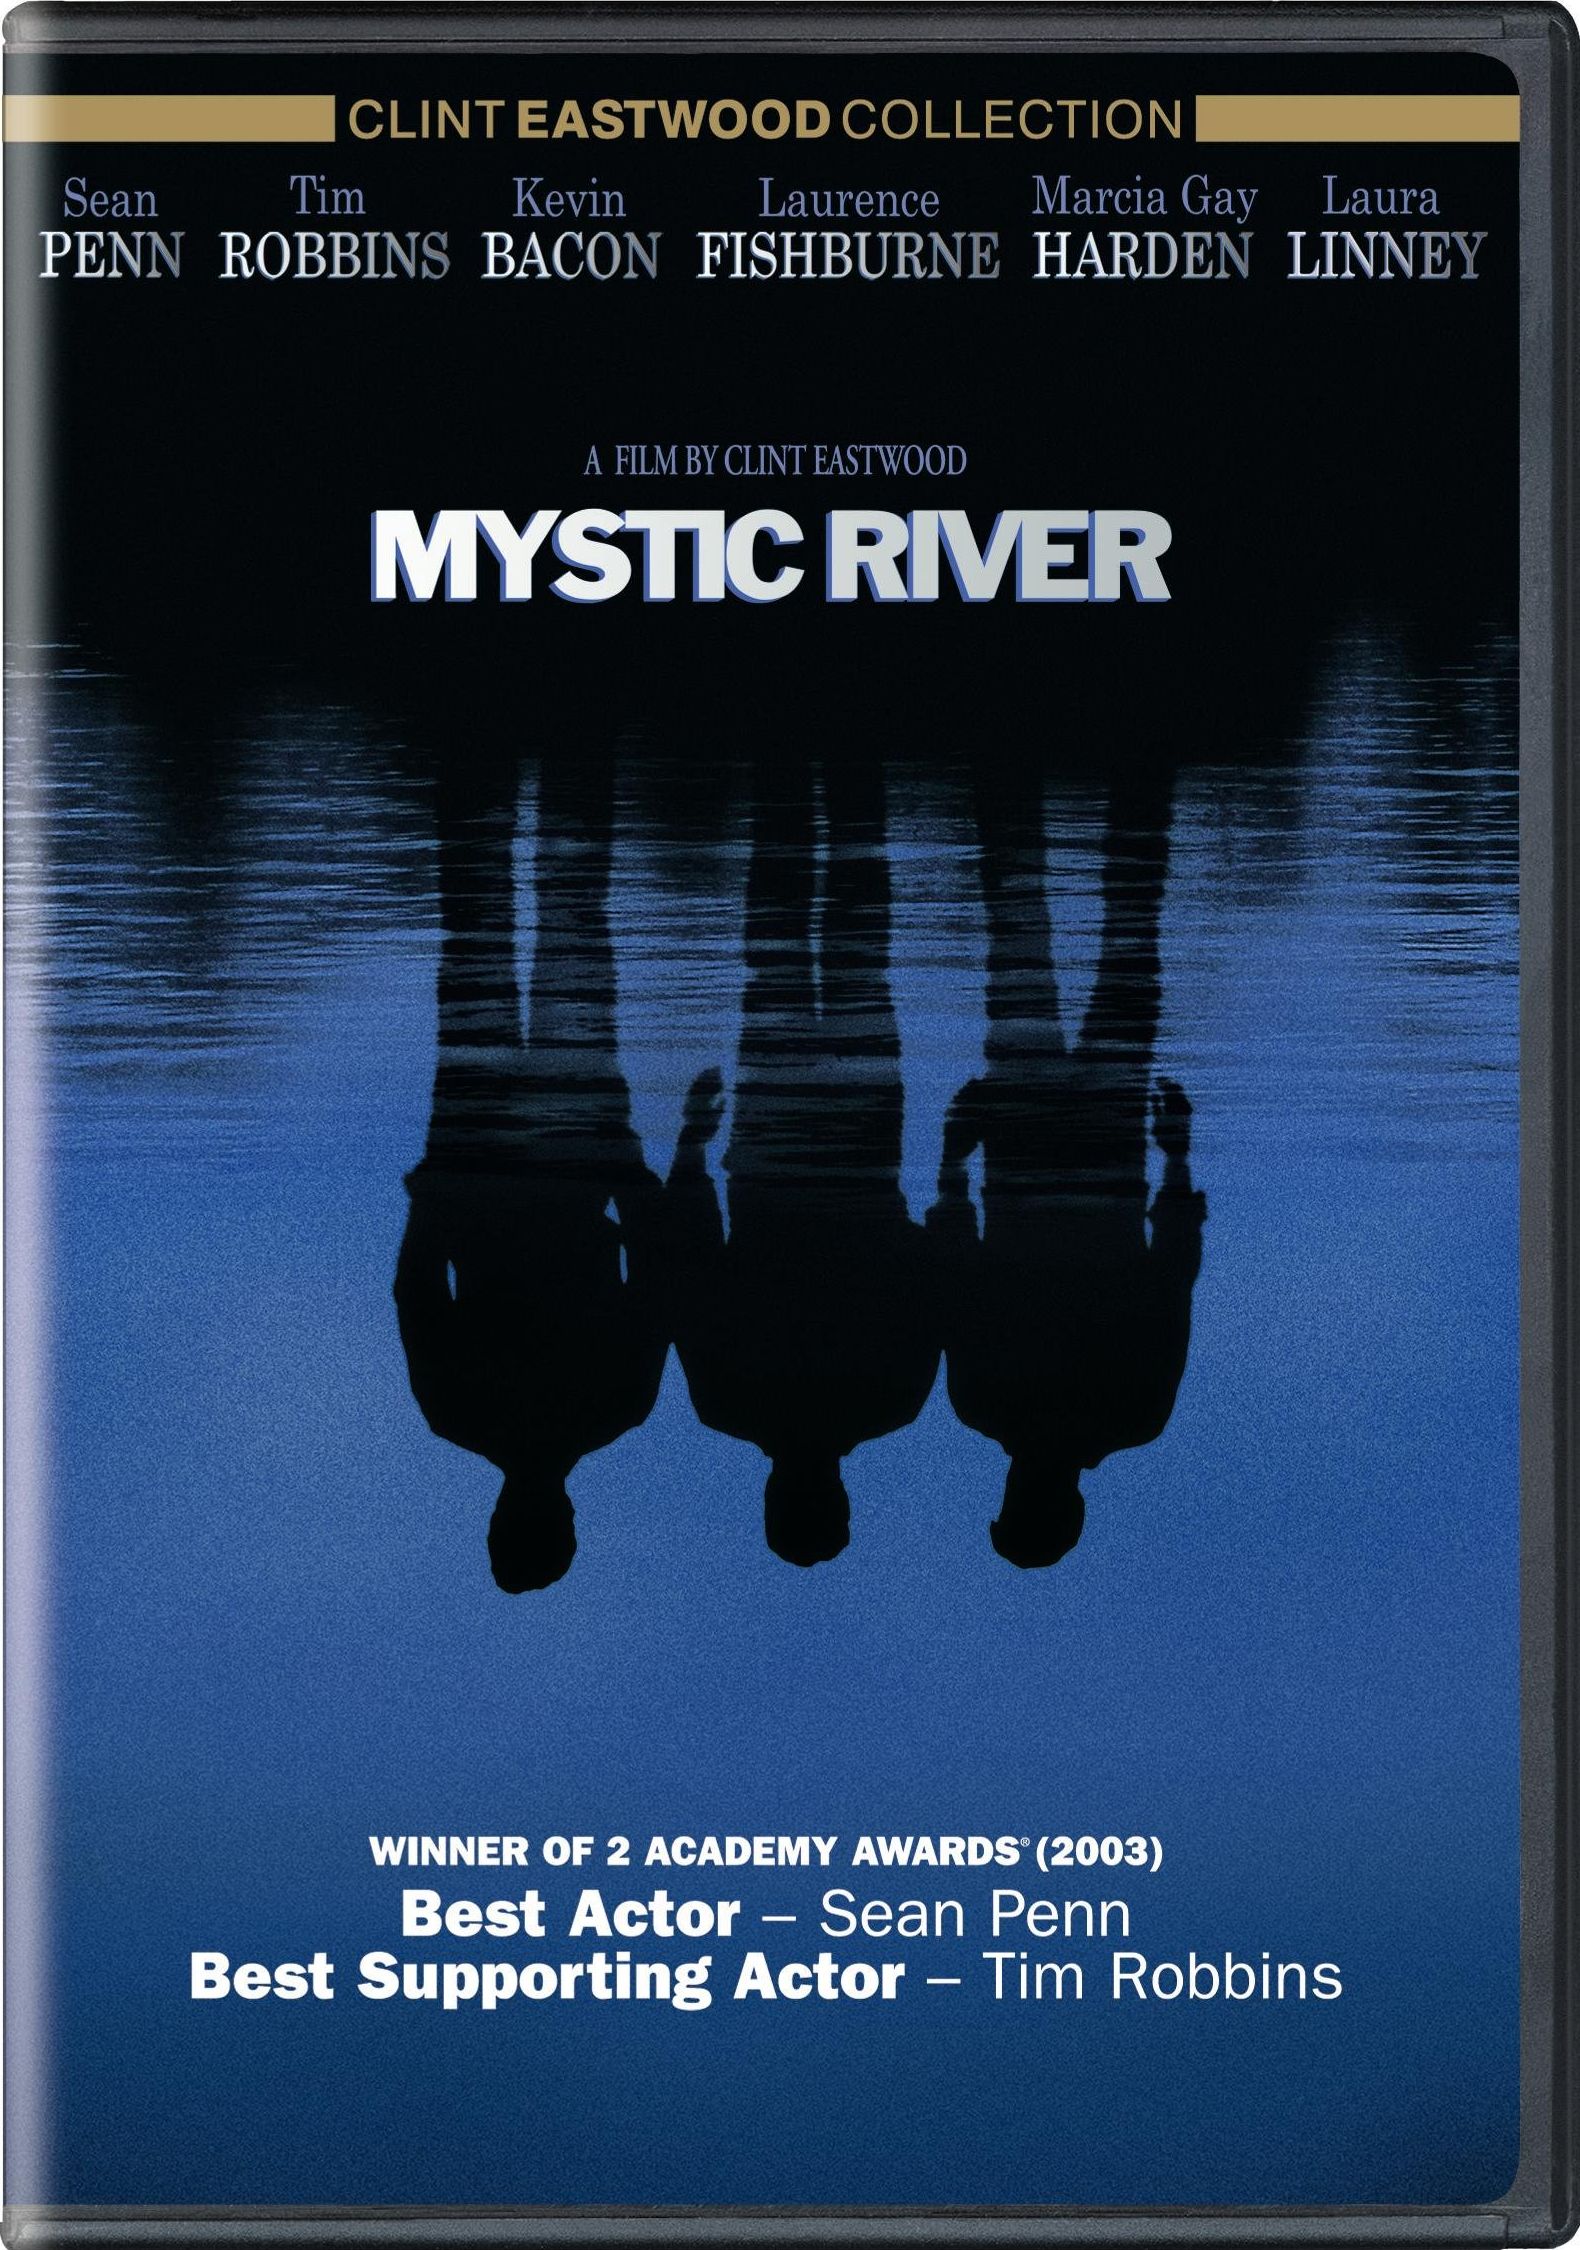 CLINT EASTWOOD COLLECTION
Sean PENN Tim ROBBINS Kevin BACON Laurence FISHBURNE Marcia Gay HARDEN Laura LINNEY
A FILM BY CLINT EASTWOOD
MYSTIC RIVER
WINNER OF 2 ACADEMY AWARDS® (2003)
Best Actor – Sean Penn
Best Supporting Actor – Tim Robbins